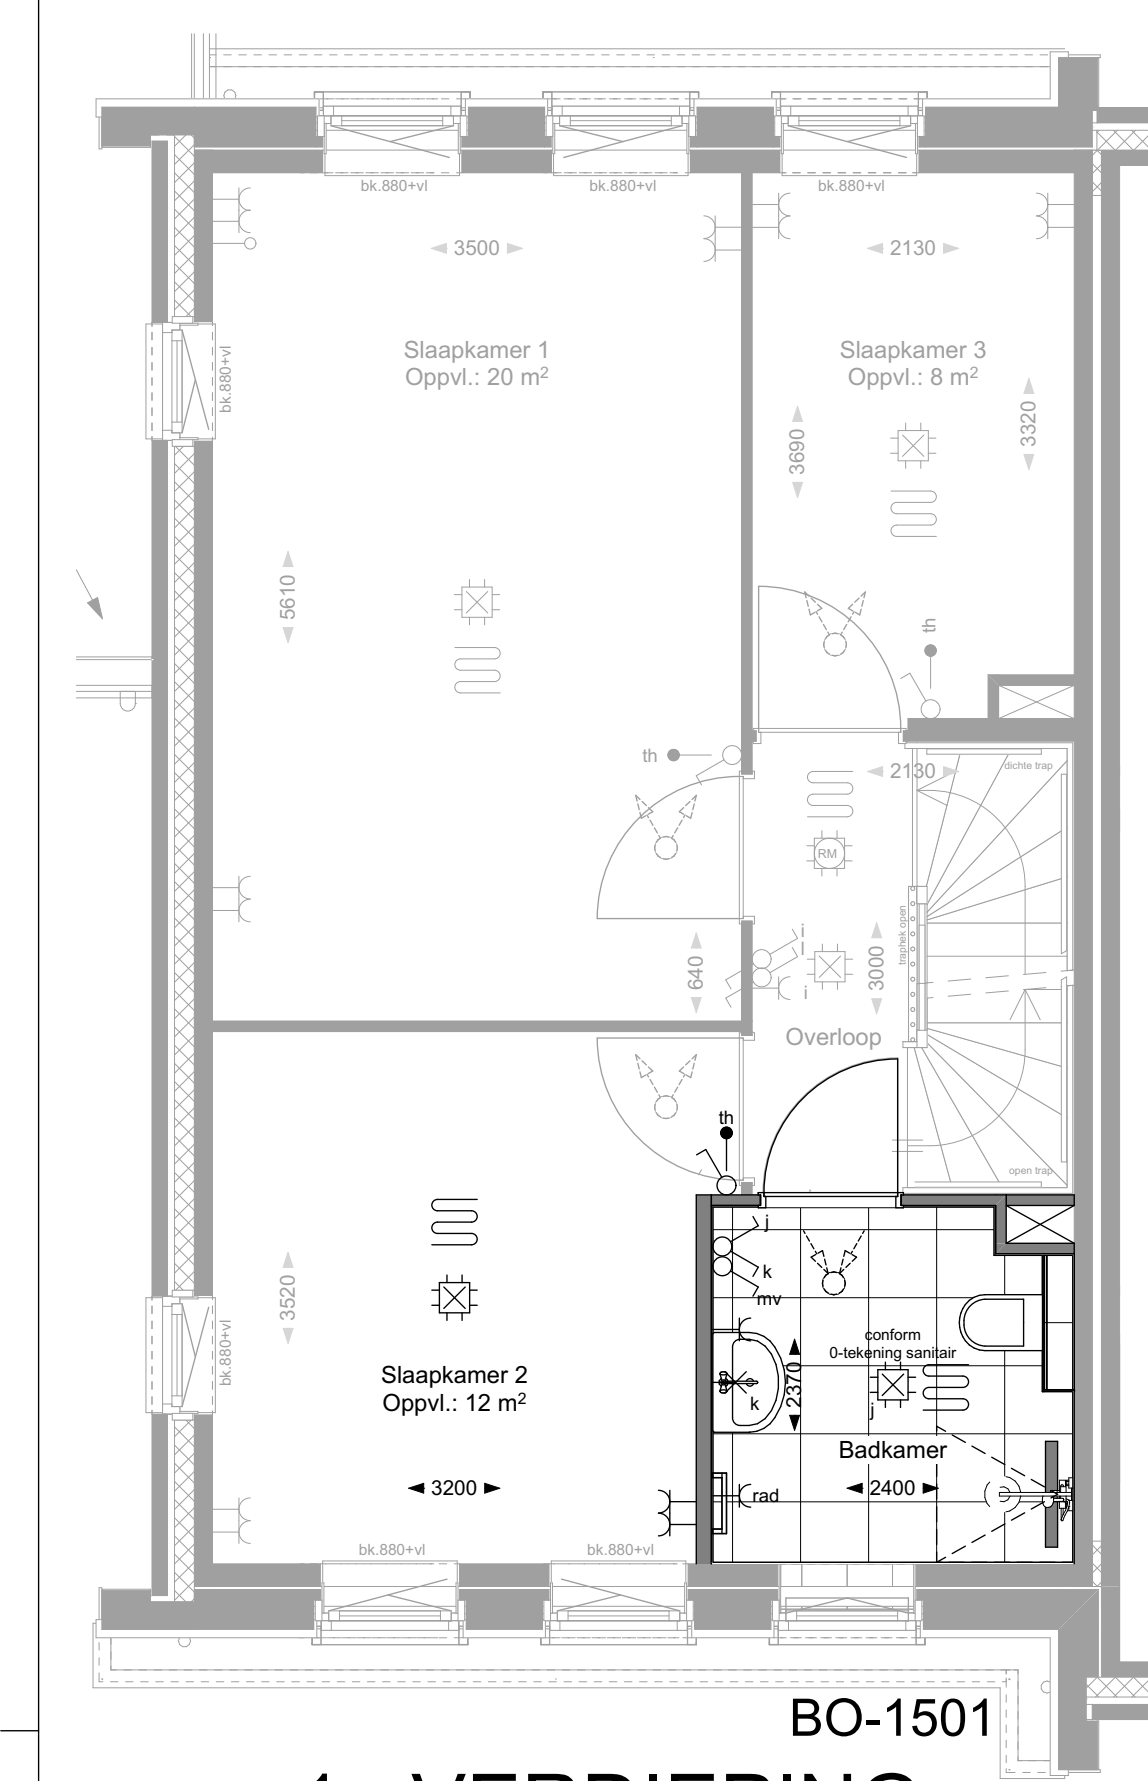 bk.880+vl
bk.880+vl
bk.880+vl
3500
2130
Slaapkamer 1
Oppvl.: 20 m²
Slaapkamer 3
Oppvl.: 8 m²
bk.880+vl
3690
3320
5610
th
th
2130
dichte trap
RM
traphek open
i
l
i
640
3000
Overloop
th
open trap
j
k
mv
3520
bk.880+vl
conform
0-tekening sanitair
2370
k
j
Slaapkamer 2
Oppvl.: 12 m²
Badkamer
3200
rad
2400
bk.880+vl
bk.880+vl
BO-1501